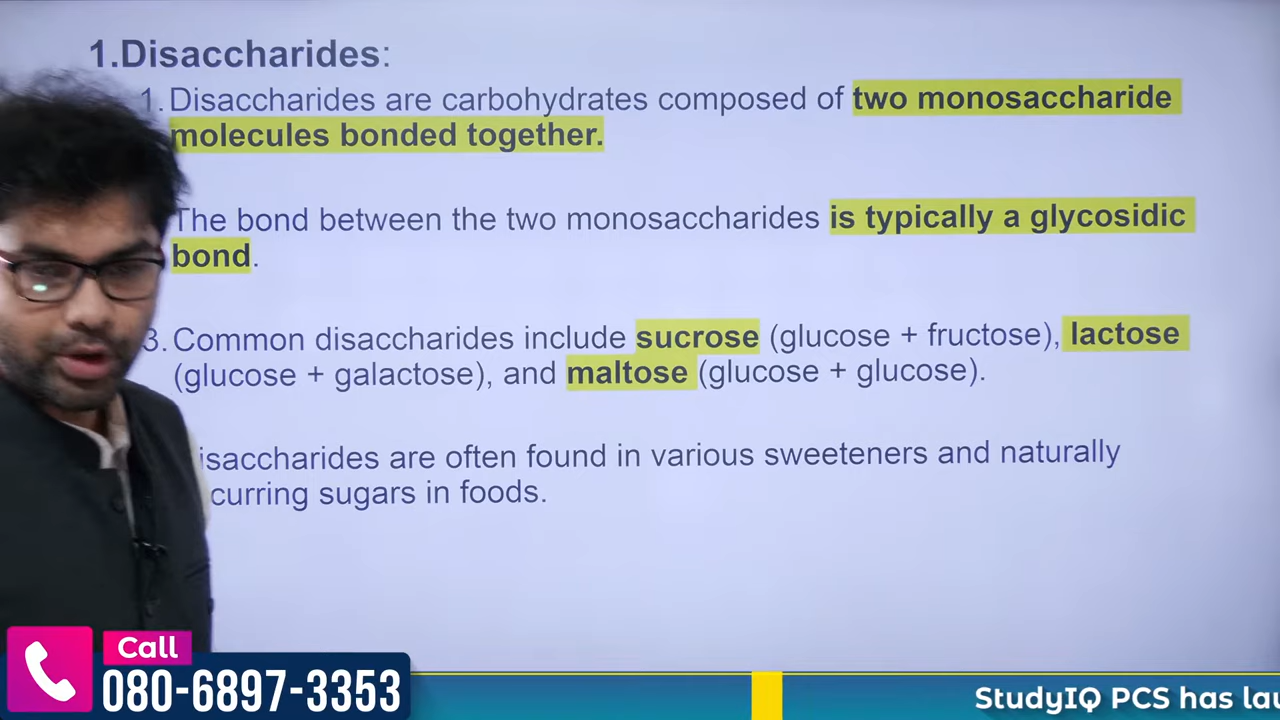 1.Disaccharides:
1. Disaccharides are carbohydrates composed of two monosaccharide
molecules bonded together.
The bond between the two monosaccharides is typically a glycosidic
bond.
3. Common disaccharides include sucrose (glucose + fructose), lactose
(glucose + galactose), and maltose (glucose + glucose).
isaccharides are often found in various sweeteners and naturally
curring sugars in foods.
Call
080-6897-3353
StudyIQ PCS has lau